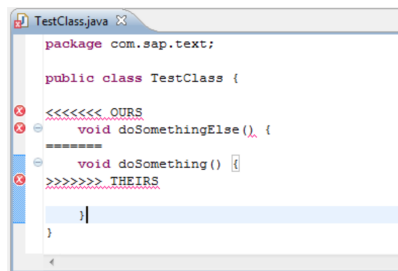 TestClass.java
package com.sap.text;
public class TestClass {
<<<<<<< OURS
void doSomethingElse() {
=======
void doSomething() {
>>>>>>> THEIRS
}
}